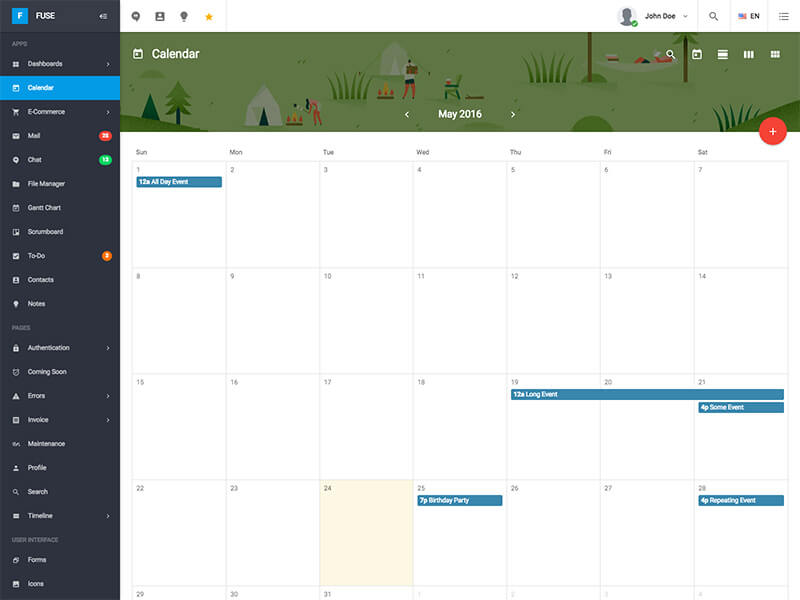 FUSE
John Doe
EN
APPS
Dashboards
Calendar
E-Commerce
Mail
Chat
File Manager
Gantt Chart
Scrumboard
To-Do
Contacts
Notes
PAGES
Authentication
Coming Soon
Errors
Invoice
Maintenance
Profile
Search
Timeline
USER INTERFACE
Forms
Icons
Calendar
May 2016
+
Sun Mon Tue Wed Thu Fri Sat
1 2 3 4 5 6 7
12a All Day Event
8 9 10 11 12 13 14
15 16 17 18 19 20 21
12a Long Event
4p Some Event
22 23 24 25 26 27 28
7p Birthday Party 4p Repeating Event
29 30 31 1 2 3 4